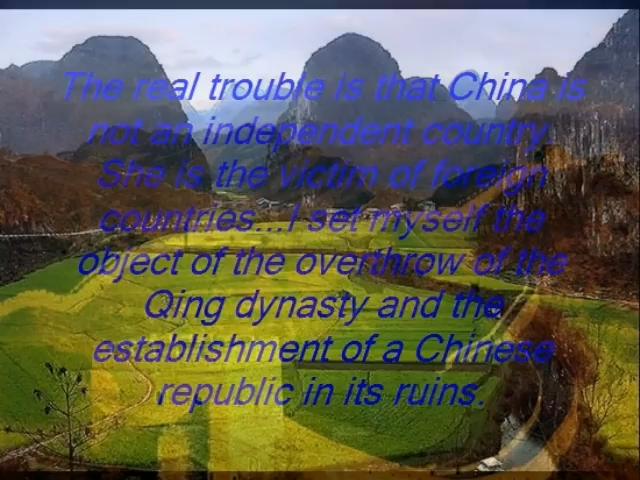 The real trouble is that China is
not an independent country.
She is the victim of foreign
countries...I set myself the
object of the overthrow of the
Qing dynasty and the
establishment of a Chinese
republic in its ruins.